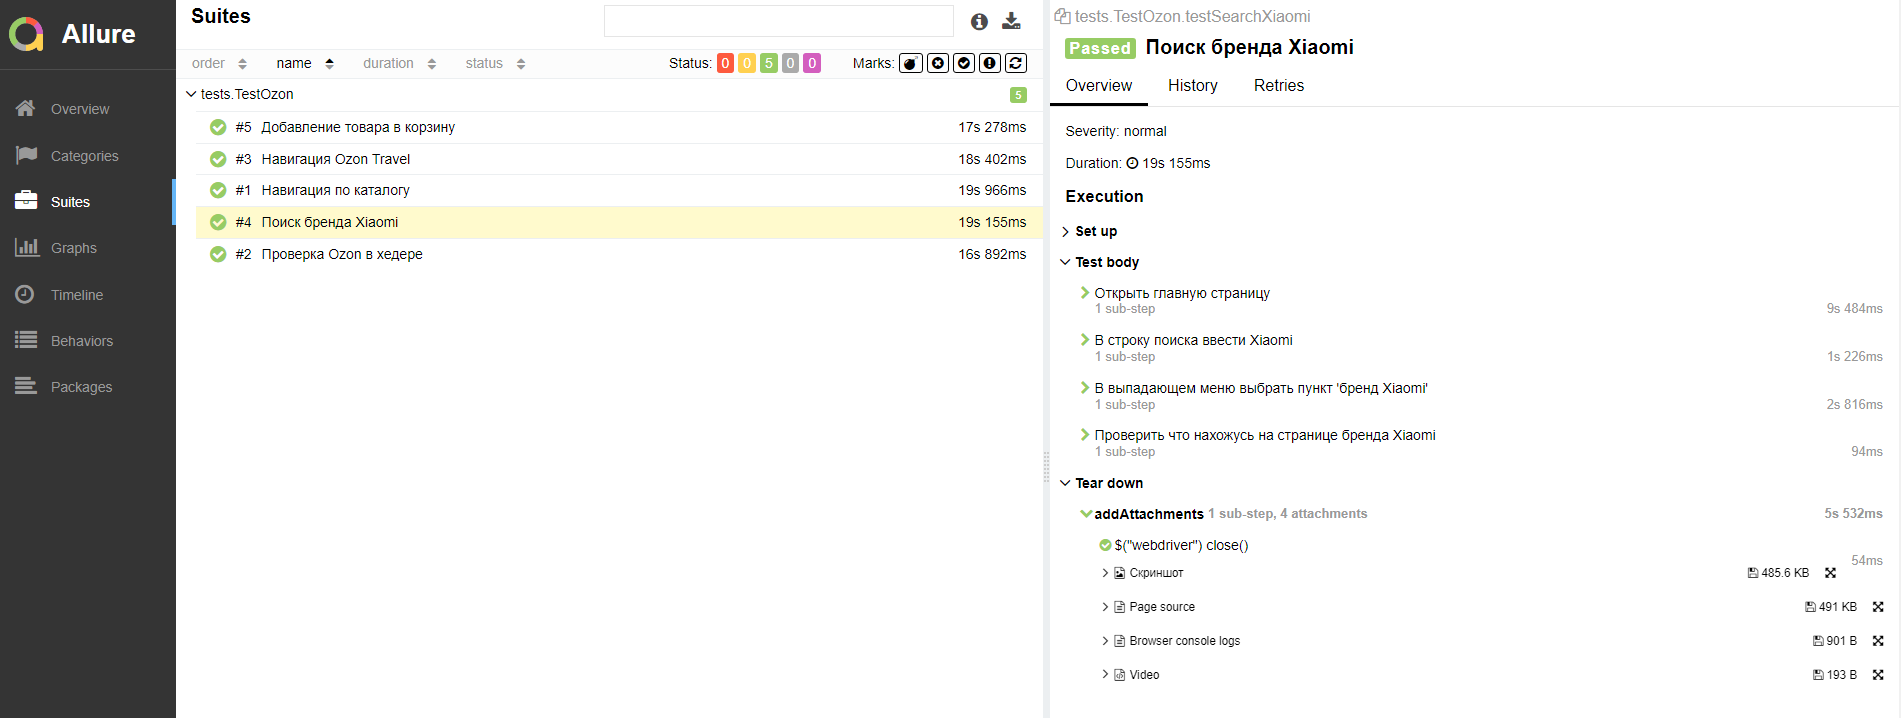 Allure
Overview
Categories
Suites
Graphs
Timeline
Behaviors
Packages
Suites
order name duration status Status: 0 0 5 0 0 Marks:
tests.TestOzon 5
#5 Добавление товара в корзину 17s 278ms
#3 Навигация Ozon Travel 18s 402ms
#1 Навигация по каталогу 19s 966ms
#4 Поиск бренда Xiaomi 19s 155ms
#2 Проверка Ozon в хедере 16s 892ms
tests.TestOzon.testSearchXiaomi
Passed Поиск бренда Xiaomi
Overview History Retries
Severity: normal
Duration: 19s 155ms
Execution
Set up
Test body
Открыть главную страницу
1 sub-step 9s 484ms
В строку поиска ввести Xiaomi
1 sub-step 1s 226ms
В выпадающем меню выбрать пункт 'бренд Xiaomi'
1 sub-step 2s 816ms
Проверить что нахожусь на странице бренда Xiaomi
1 sub-step 94ms
Tear down
addAttachments 1 sub-step, 4 attachments 5s 532ms
$("webdriver") close()
54ms
Скриншот 485.6 KB
Page source 491 KB
Browser console logs 901 B
Video 193 B